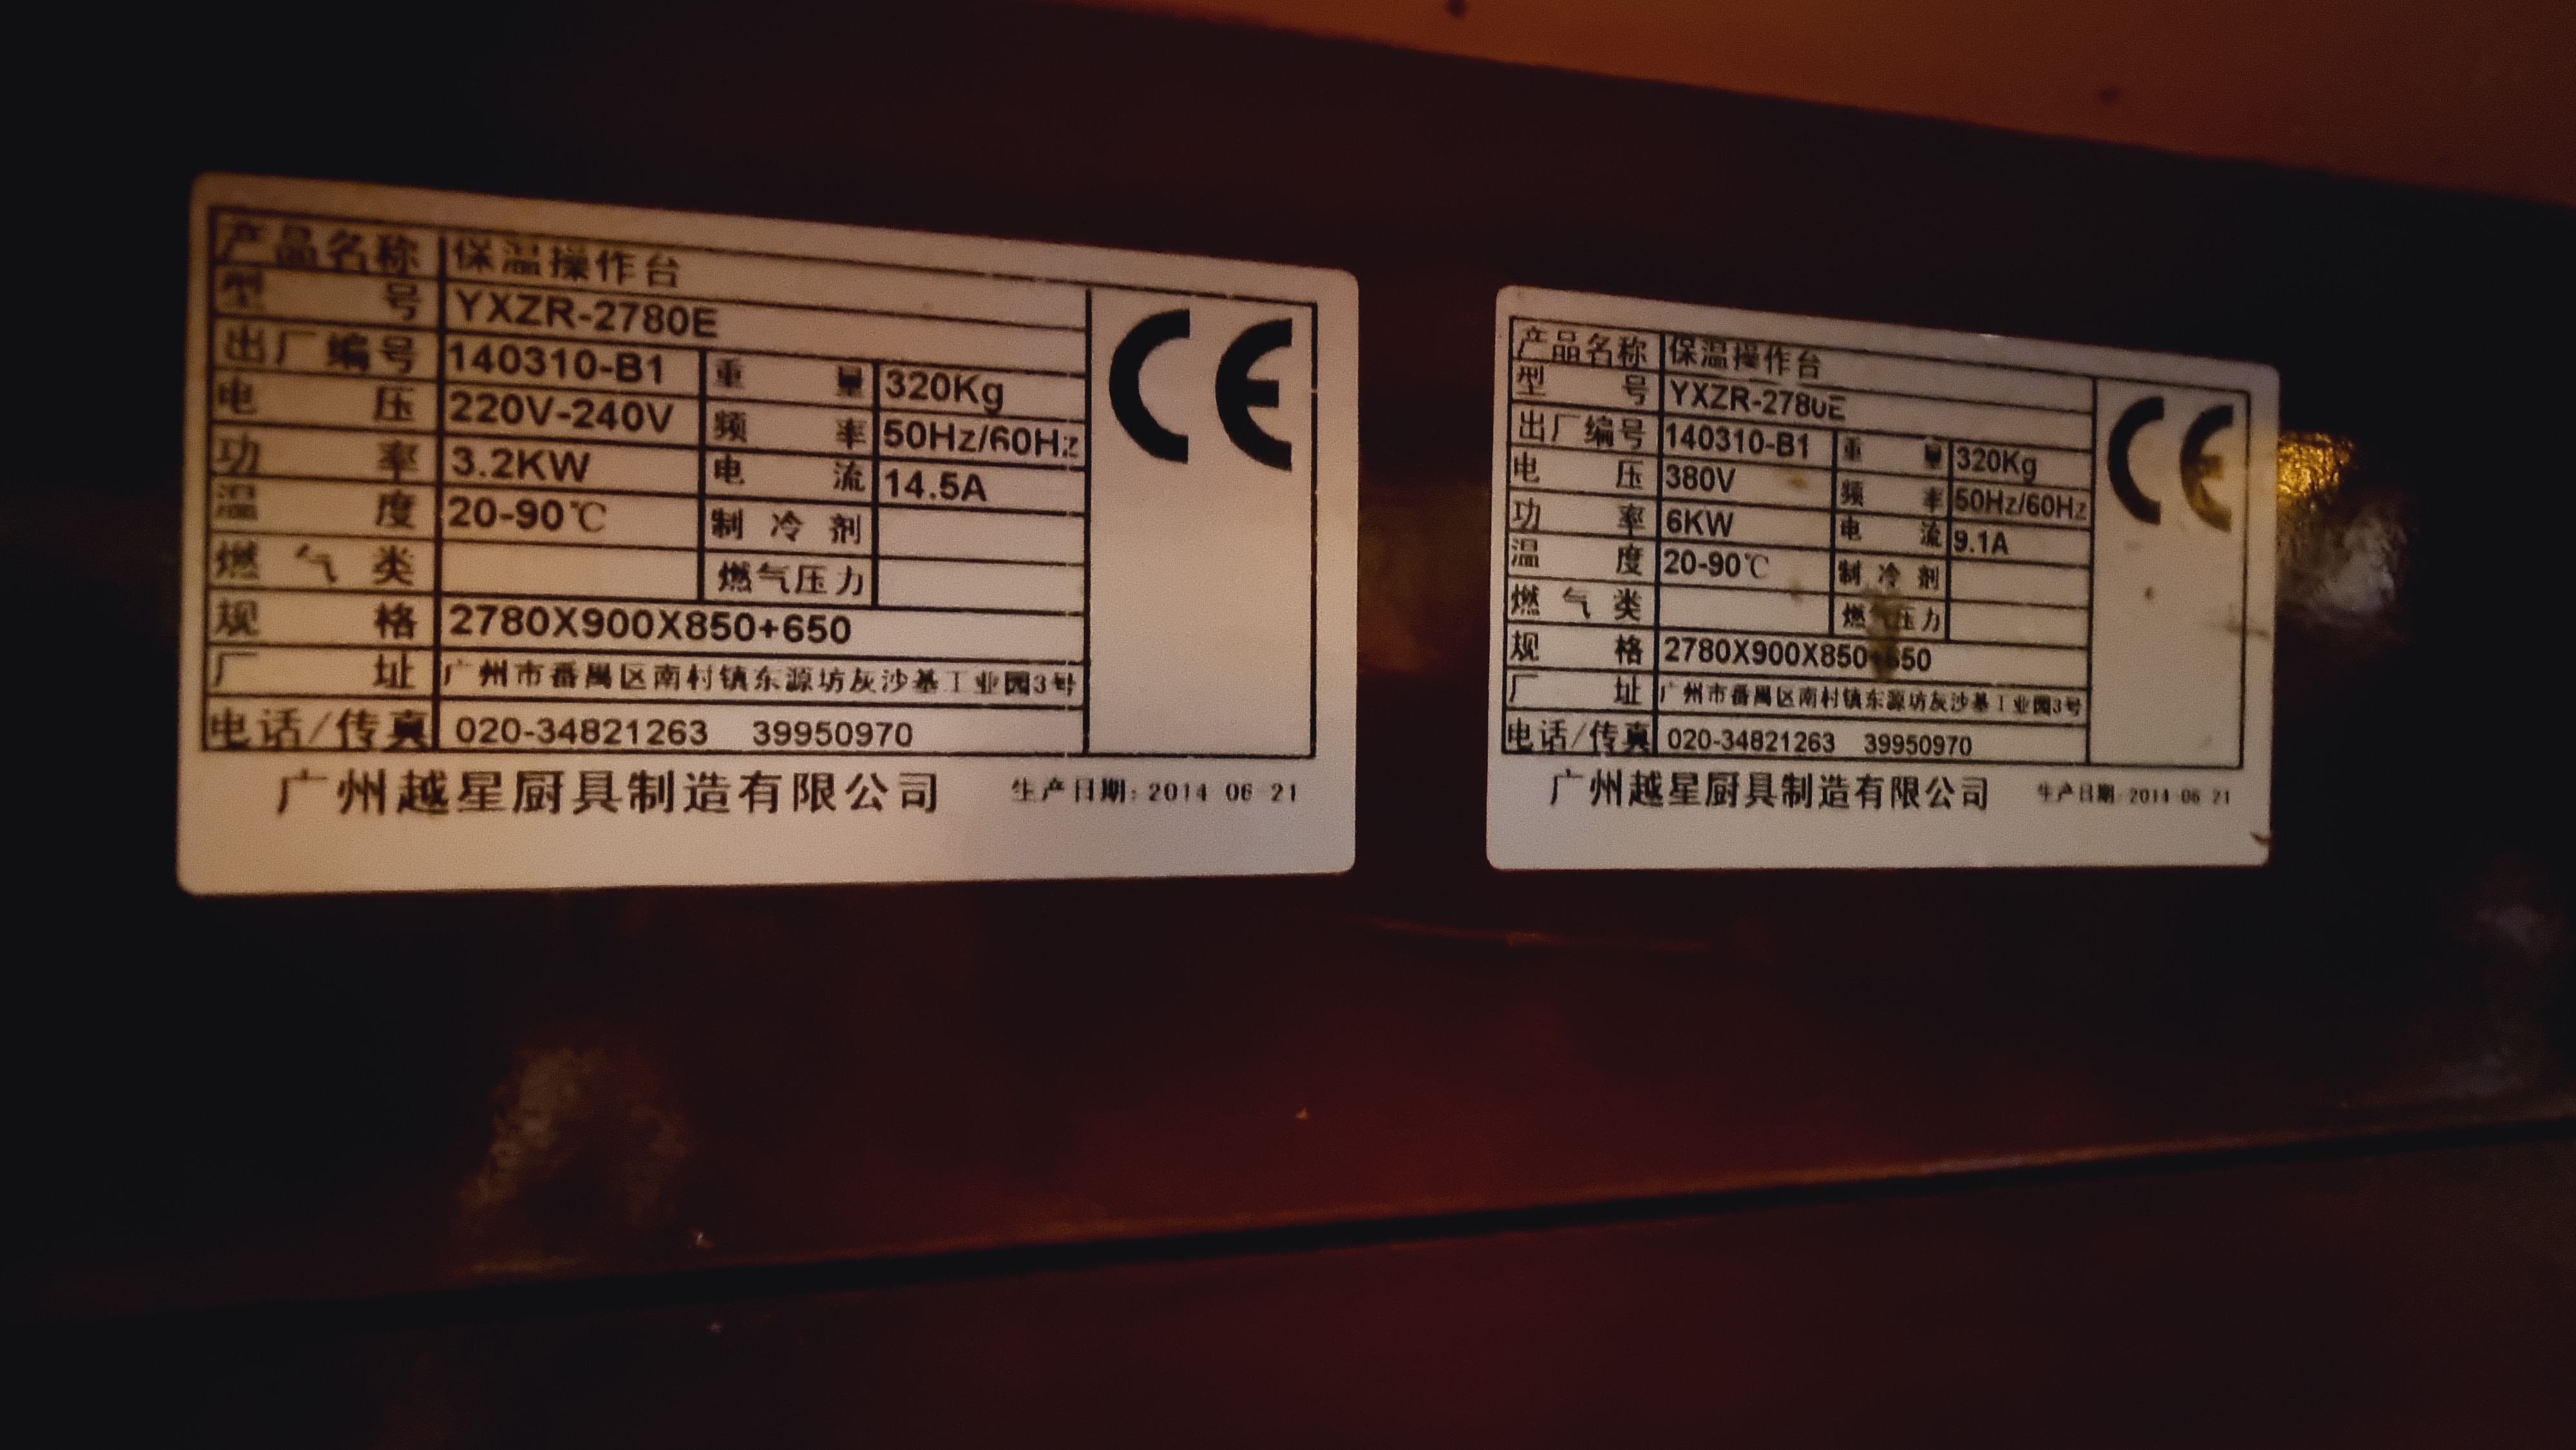 产品名称 保温操作台
型号 YXZR-2780E
出厂编号 140310-B1 重量 320Kg
电压 220V-240V 频率 50Hz/60Hz
功率 3.2KW 电流 14.5A
温度 20-90℃ 制冷剂
燃气类 燃气压力
规格 2780X900X850+650
厂址 广州市番禺区南村镇东源坊灰沙基工业园3号
电话/传真 020-34821263 39950970
广州越星厨具制造有限公司 生产日期: 2014 06 21
CE
产品名称 保温操作台
型号 YXZR-2780E
出厂编号 140310-B1 重量 320Kg
电压 380V 频率 50Hz/60Hz
功率 6KW 电流 9.1A
温度 20-90℃ 制冷剂
燃气类 燃气压力
规格 2780X900X850+650
厂址 广州市番禺区南村镇东源坊灰沙基工业园3号
电话/传真 020-34821263 39950970
广州越星厨具制造有限公司 生产日期: 2014 06 21
CE